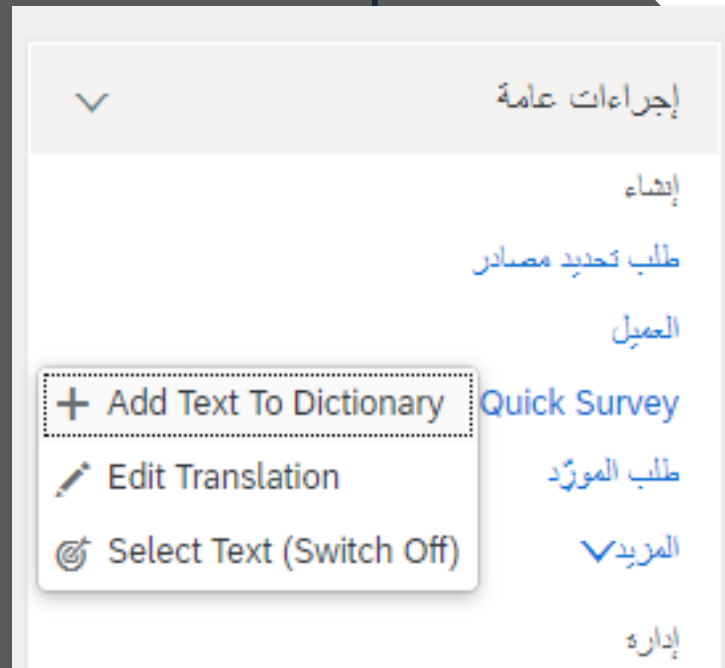 إجراءات عامة
إنشاء
طلب تحديد مصادر
العميل
Quick Survey
Add Text To Dictionary
طلب المورّد
Edit Translation
المزيد
Select Text (Switch Off)
إدارة